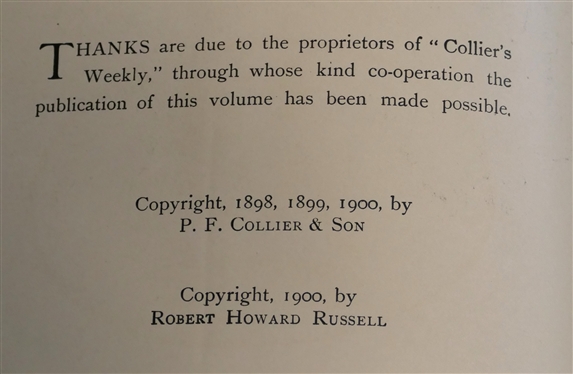 THANKS are due to the proprietors of "Collier's
Weekly," through whose kind co-operation the
publication of this volume has been made possible.
Copyright, 1898, 1899, 1900, by
P. F. COLLIER & SON
Copyright, 1900, by
ROBERT HOWARD RUSSELL